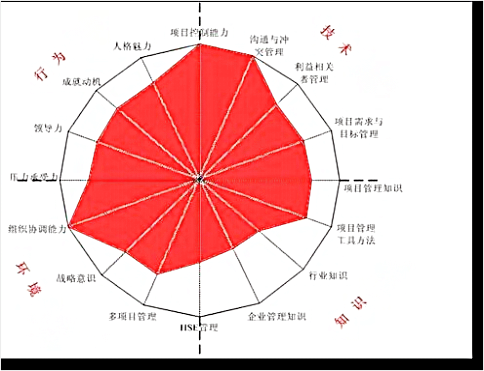 项目控制能力
沟通与冲
突管理
技术
人格魅力
行为
利益相关
者管理
成就动机
项目需求与
目标管理
领导力
压力承受力
项目管理知识
组织协调能力
项目管理
工具方法
环境
战略意识
行业知识
知识
多项目管理
HSE管理
企业管理知识